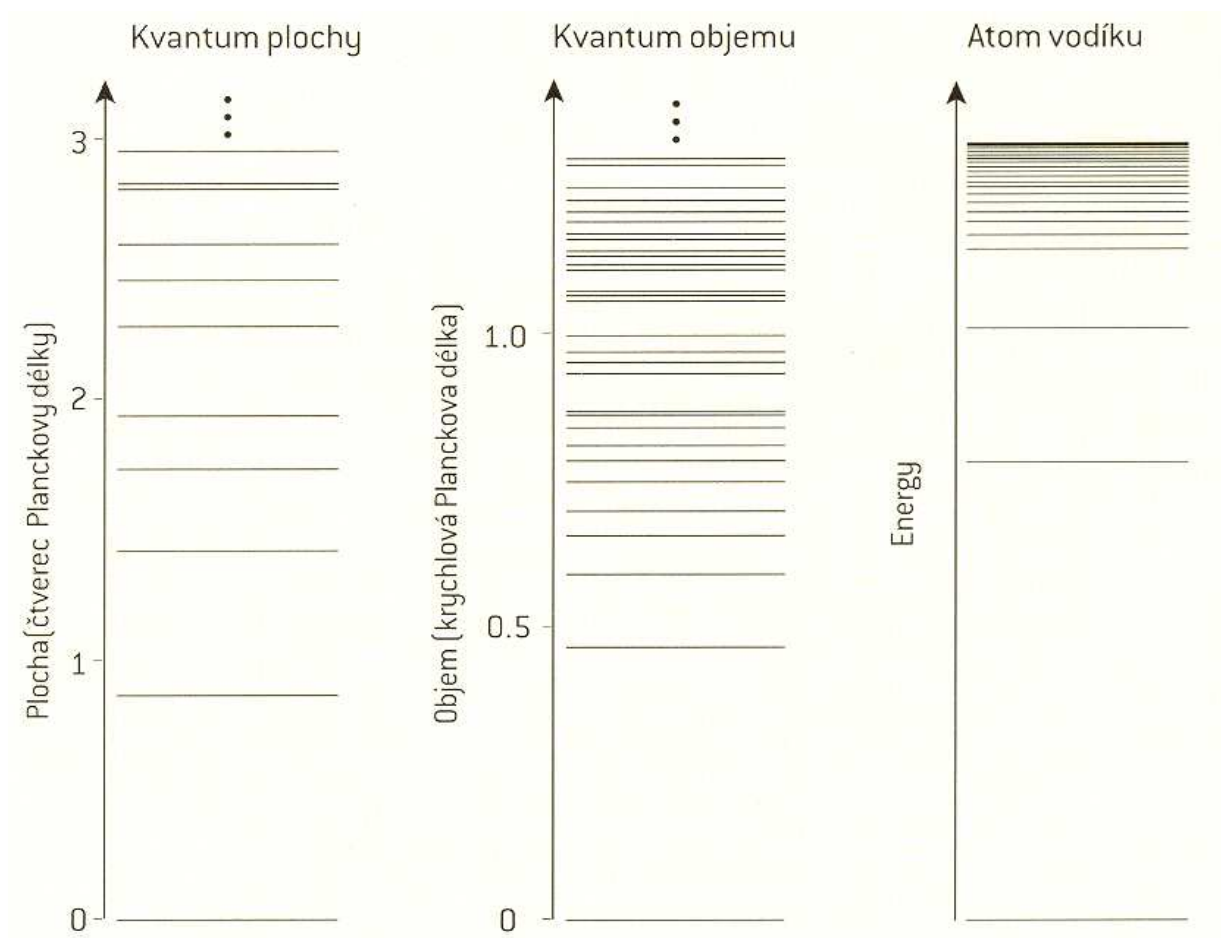 Kvantum plochy
Plocha(čtverec Planckovy délky)
3
2
1
0
Kvantum objemu
Objem (krychlová Planckova délka)
1.0
0.5
0
Atom vodíku
Energy